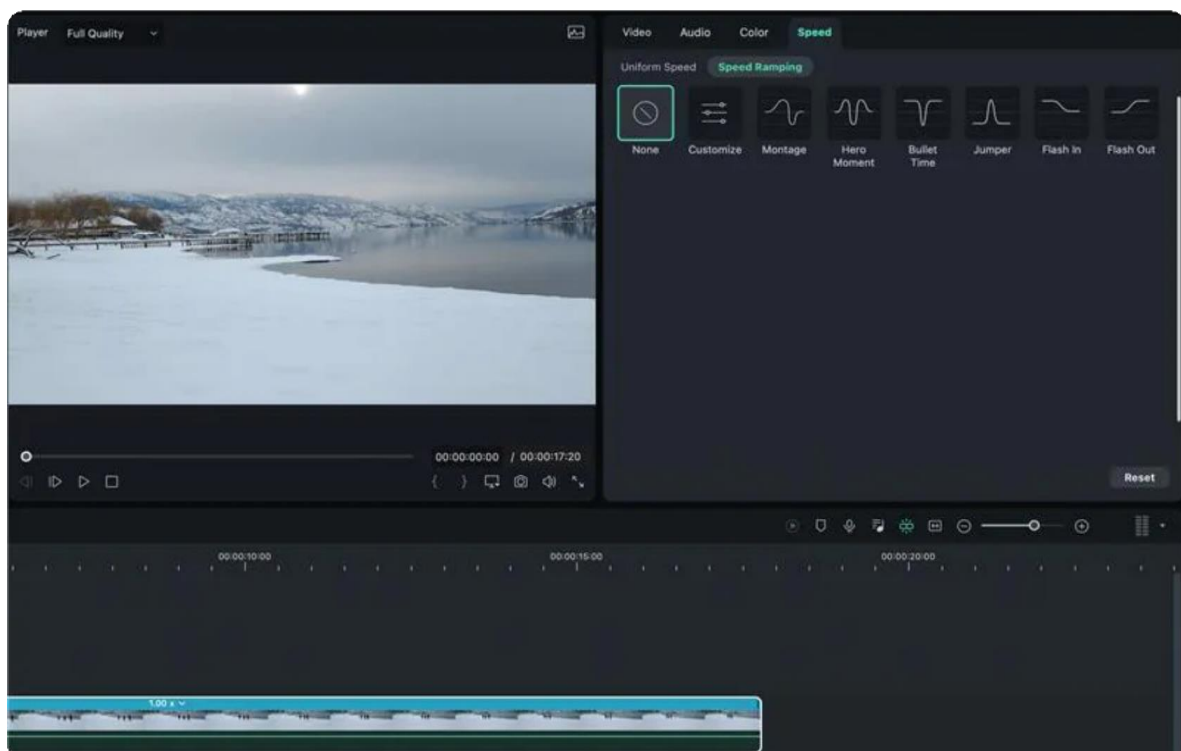 Player Full Quality
Video Audio Color Speed
Uniform Speed Speed Ramping
None Customize Montage Hero Moment Bullet Time Jumper Flash In Flash Out
00:00:00:00 / 00:00:17:20
Reset
00:00:10:00 00:00:15:00 00:00:20:00
1.00 x